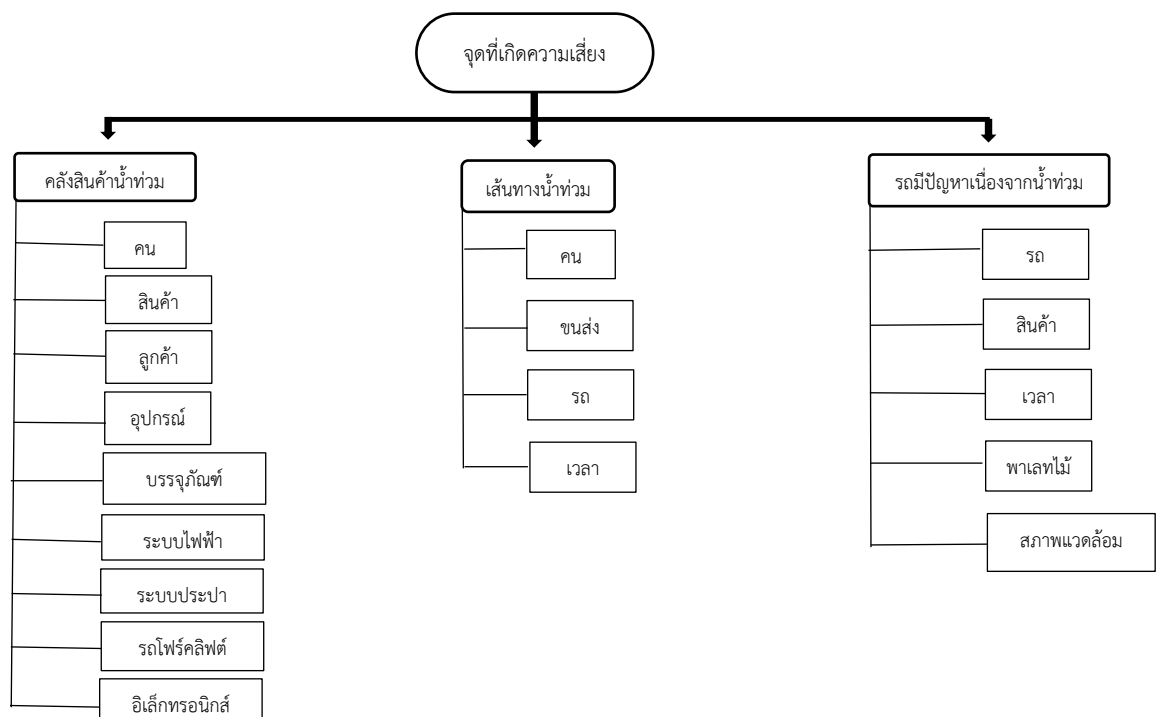 จุดที่เกิดความเสี่ยง
คลังสินค้าน้ำท่วม
คน
สินค้า
ลูกค้า
อุปกรณ์
บรรจุภัณฑ์
ระบบไฟฟ้า
ระบบประปา
รถโฟร์คลิฟต์
อิเล็กทรอนิกส์
เส้นทางน้ำท่วม
คน
ขนส่ง
รถ
เวลา
รถมีปัญหาเนื่องจากน้ำท่วม
รถ
สินค้า
เวลา
พาเลทไม้
สภาพแวดล้อม